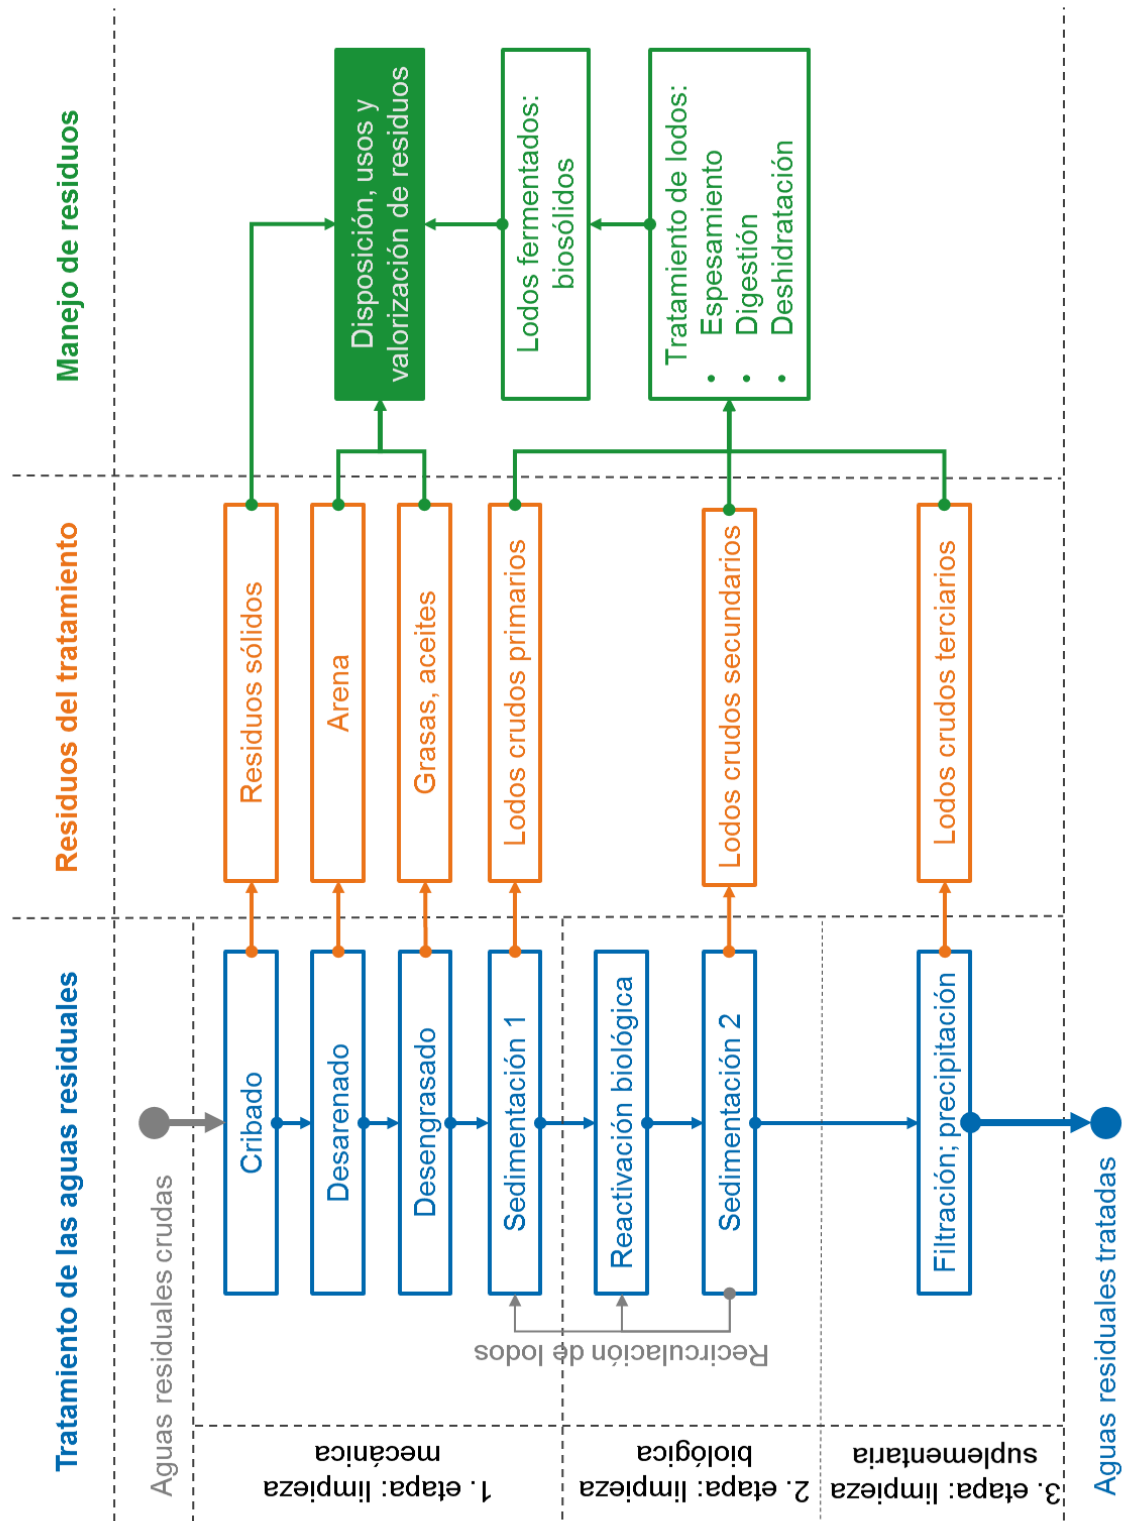 Tratamiento de las aguas residuales
Residuos del tratamiento
Manejo de residuos
Aguas residuales crudas
1. etapa: limpieza
mecánica
Cribado
Residuos sólidos
Desarenado
Arena
Desengrasado
Grasas, aceites
Disposición, usos y
valorización de residuos
Sedimentación 1
Lodos crudos primarios
Lodos fermentados:
biosólidos
Recirculación de lodos
2. etapa: limpieza
biológica
Reactivación biológica
Sedimentación 2
Lodos crudos secundarios
Tratamiento de lodos:
• Espesamiento
• Digestión
• Deshidratación
3. etapa: limpieza
suplementaria
Filtración; precipitación
Lodos crudos terciarios
Aguas residuales tratadas